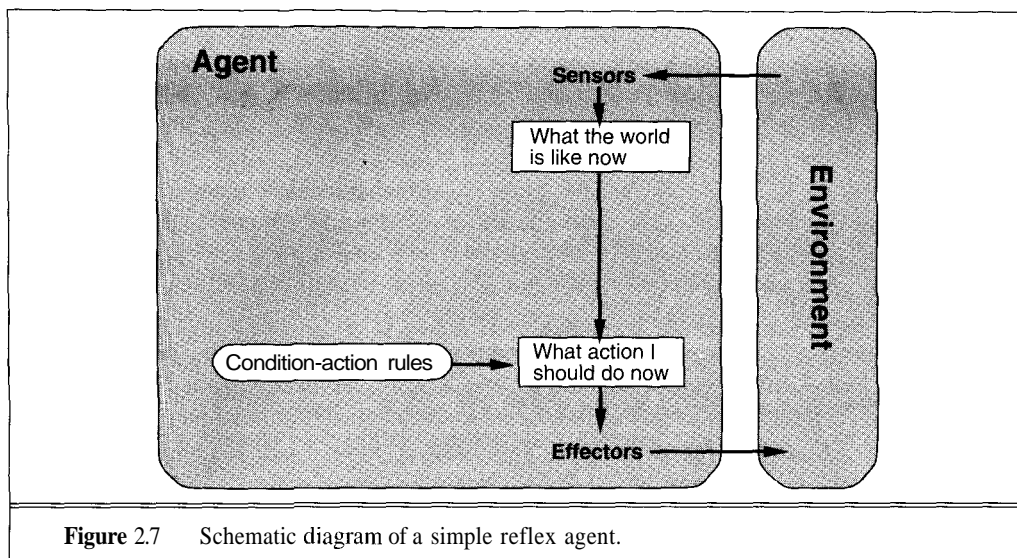 Agent
Sensors
What the world
is like now
Environment
Condition-action rules
What action I
should do now
Effectors
Figure 2.7 Schematic diagram of a simple reflex agent.